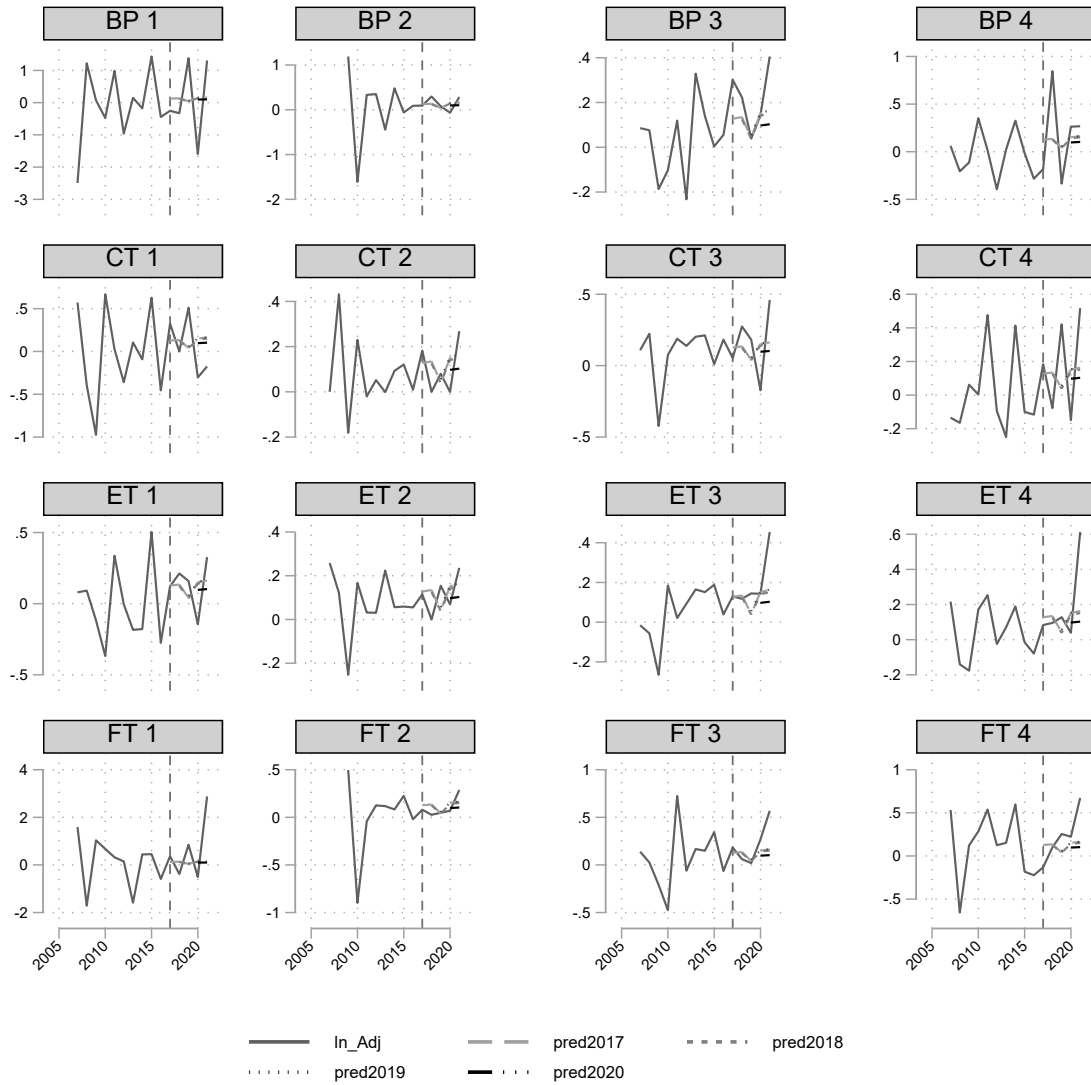 BP 1 BP 2 BP 3 BP 4
1 1 .4 1
0 0 .2 .5
-1 -1 0 0
-2 -2 -.2 -.5
-3
CT 1 CT 2 CT 3 CT 4
.5 .4 .5 .6
0 .2 0 .4
-.5 0 -.5 .2
-1 -.2 0
-.2
ET 1 ET 2 ET 3 ET 4
.5 .4 .4 .6
0 .2 .2 .4
-.5 0 0 .2
-.2 -.2 0
-.2
FT 1 FT 2 FT 3 FT 4
4 .5 1 1
2 0 .5 .5
0 -.5 0 0
-2 -1 -.5 -.5
2005 2010 2015 2020 2005 2010 2015 2020 2005 2010 2015 2020 2005 2010 2015 2020
ln_Adj pred2017 pred2018
pred2019 pred2020